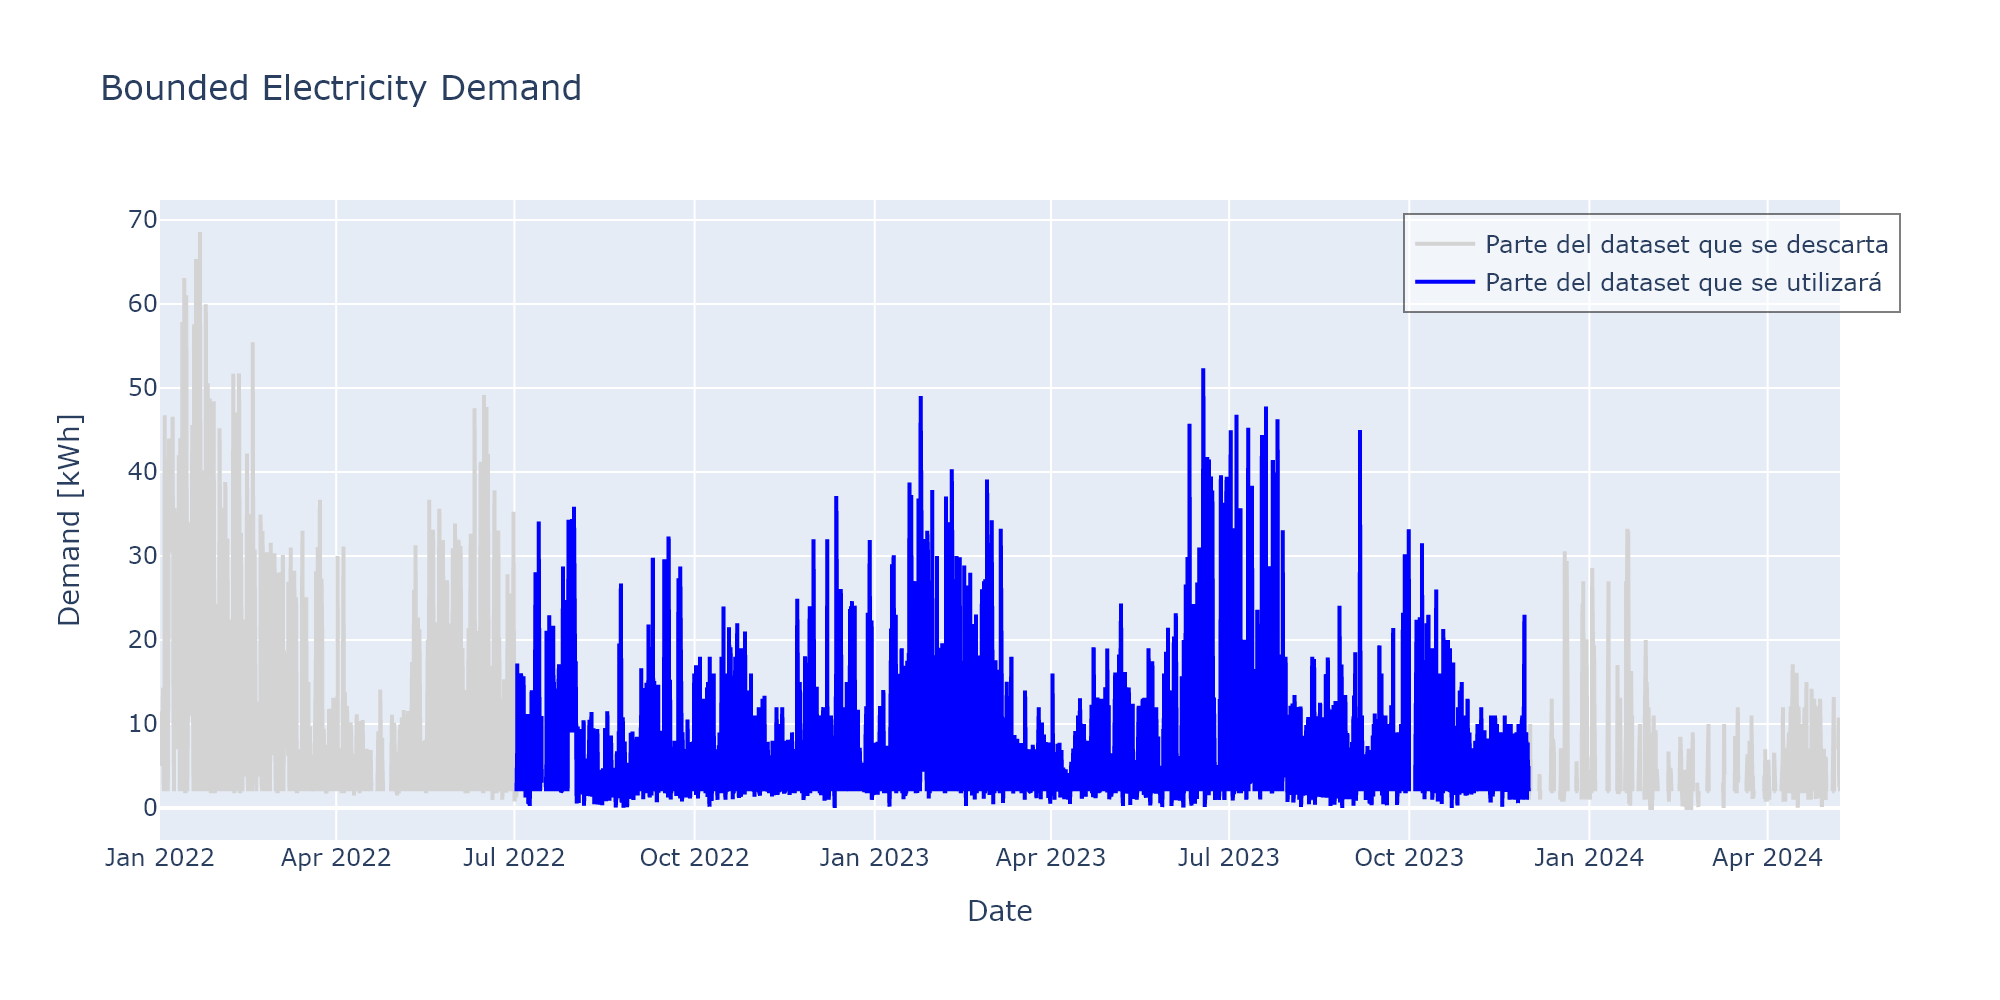 Bounded Electricity Demand
Parte del dataset que se descarta
Parte del dataset que se utilizará
Demand [kWh]
70
60
50
40
30
20
10
0
Jan 2022
Apr 2022
Jul 2022
Oct 2022
Jan 2023
Apr 2023
Jul 2023
Oct 2023
Jan 2024
Apr 2024
Date